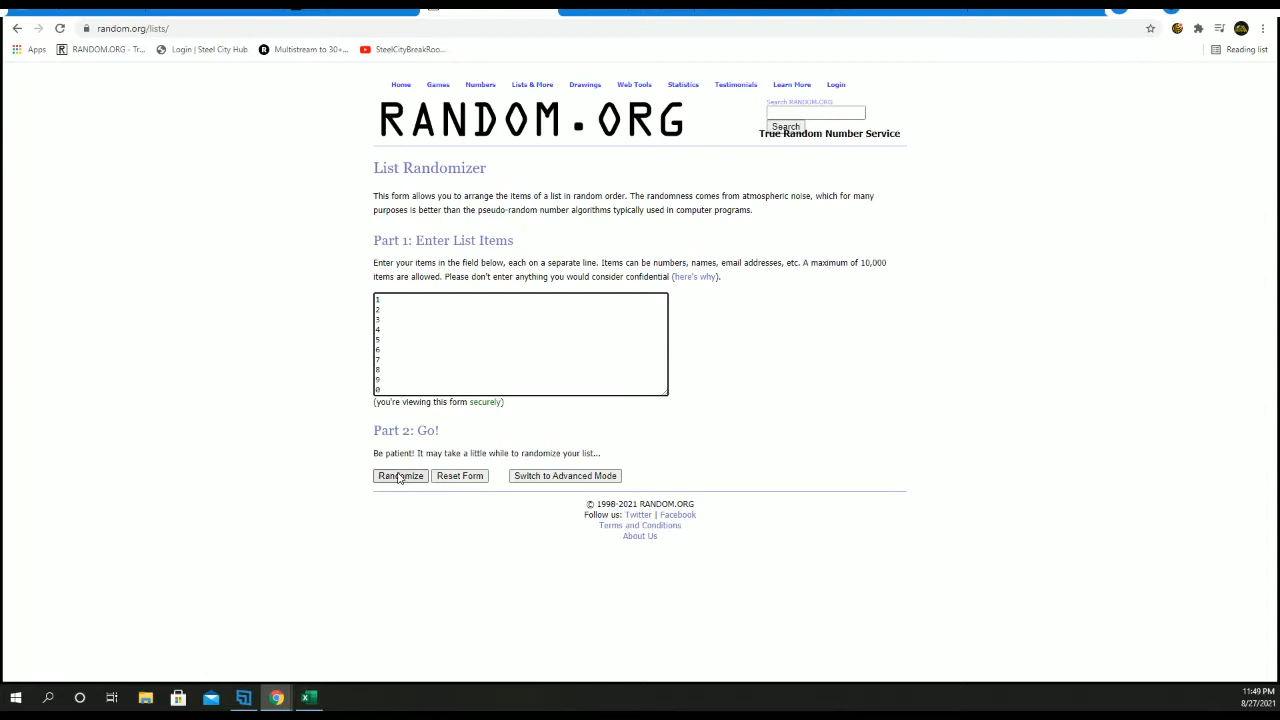 random.org/lists/
Apps RANDOM.ORG - Tr... Login | Steel City Hub Multistream to 30+... SteelCityBreakRoo... Reading list
Home Games Numbers Lists & More Drawings Web Tools Statistics Testimonials Learn More Login
RANDOM.ORG
Search RANDOM.ORG
Search
True Random Number Service
List Randomizer
This form allows you to arrange the items of a list in random order. The randomness comes from atmospheric noise, which for many
purposes is better than the pseudo-random number algorithms typically used in computer programs.
Part 1: Enter List Items
Enter your items in the field below, each on a separate line. Items can be numbers, names, email addresses, etc. A maximum of 10,000
items are allowed. Please don't enter anything you would consider confidential (here's why).
1
2
3
4
5
6
7
8
9
0
(you're viewing this form securely)
Part 2: Go!
Be patient! It may take a little while to randomize your list...
Randomize Reset Form Switch to Advanced Mode
© 1998-2021 RANDOM.ORG
Follow us: Twitter | Facebook
Terms and Conditions
About Us
11:49 PM
8/27/2021